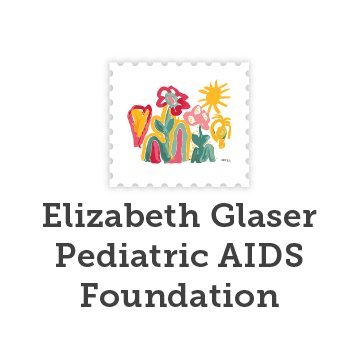 Elizabeth Glaser
Pediatric AIDS
Foundation